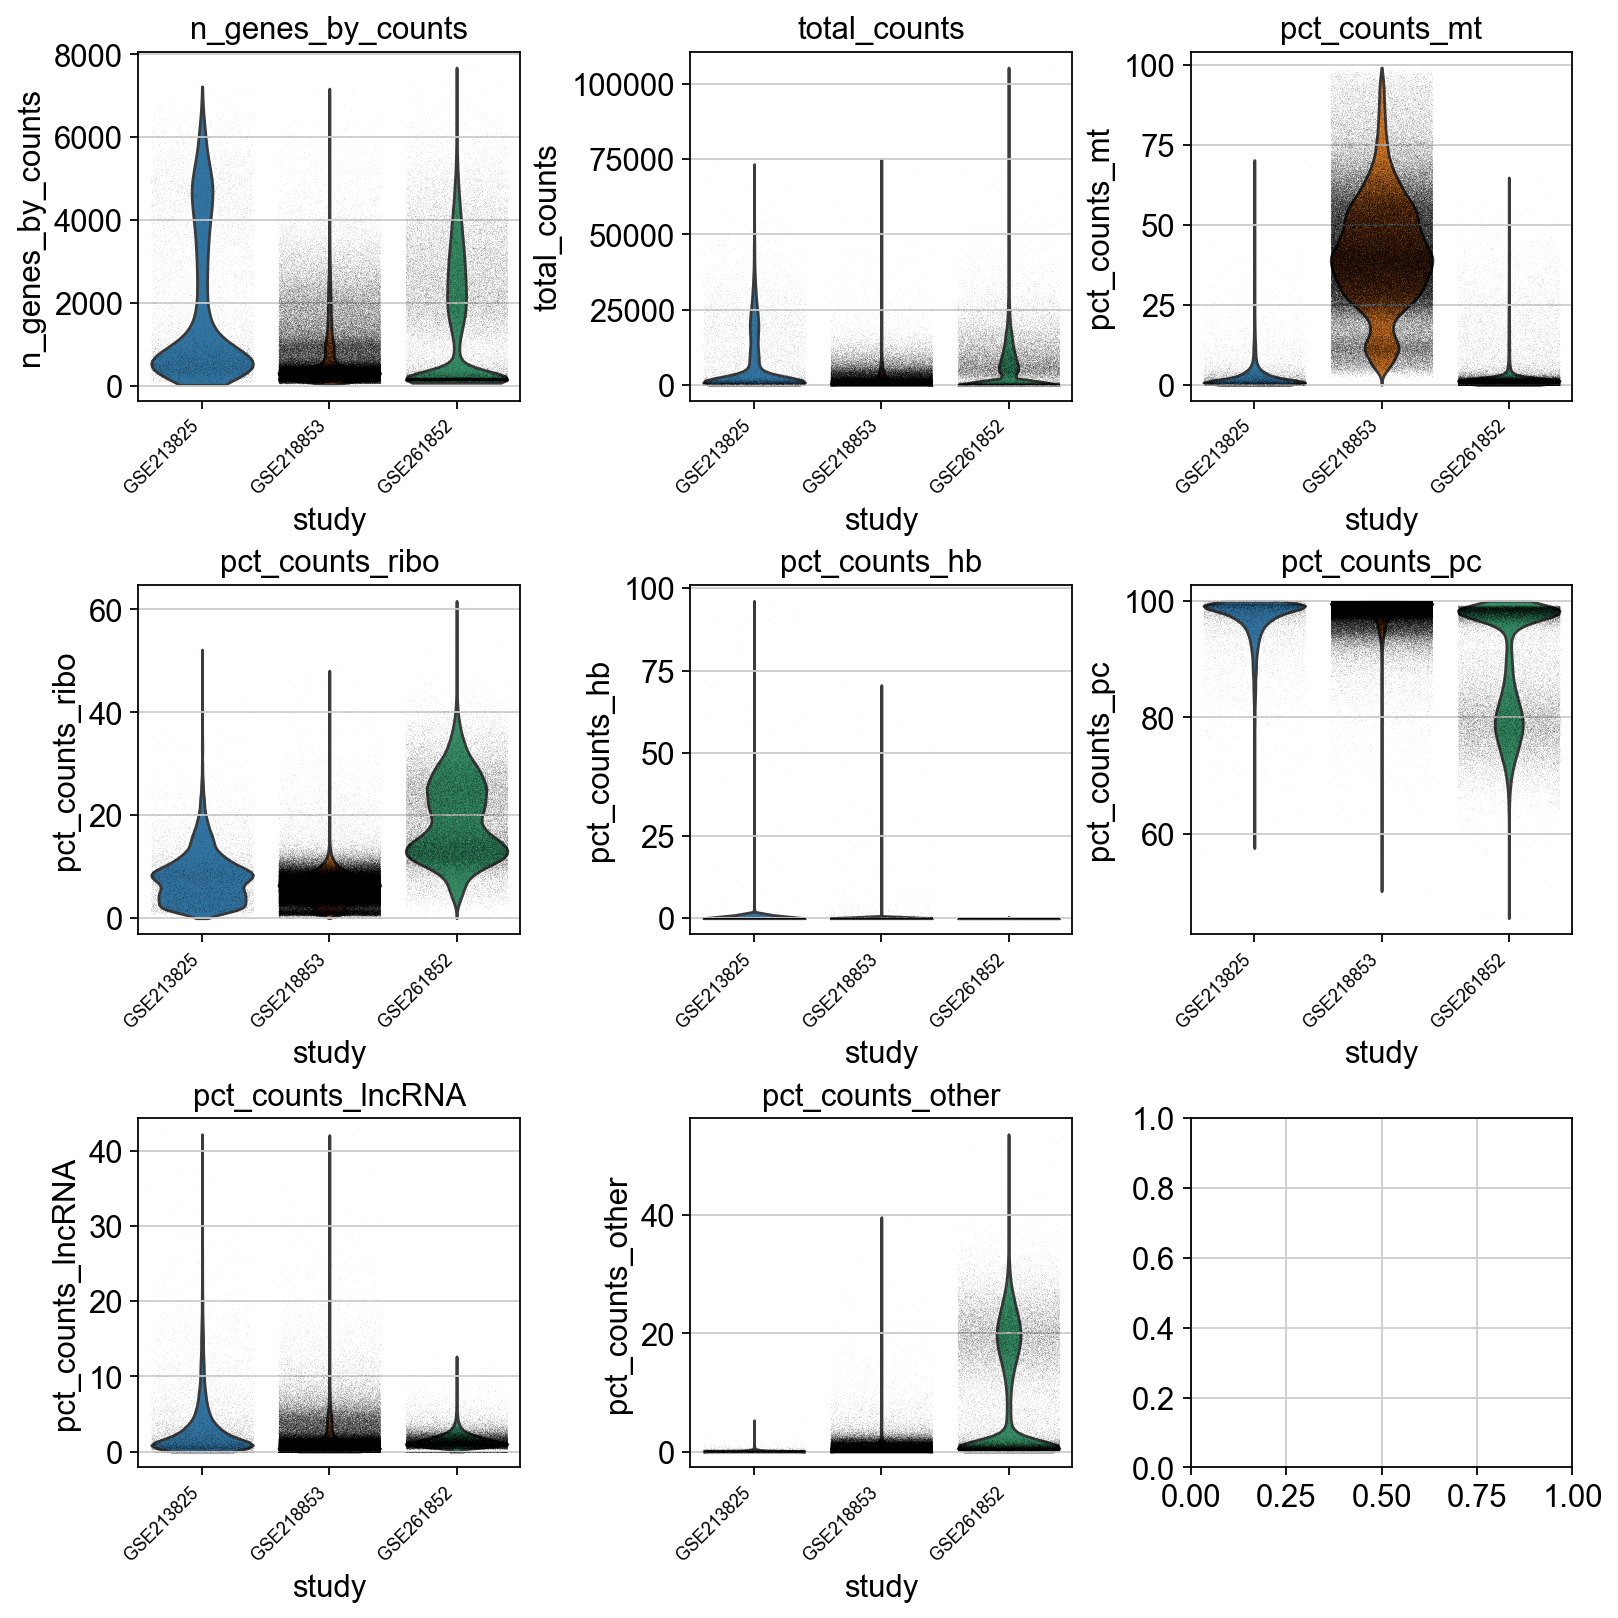 n_genes_by_counts
n_genes_by_counts
8000
6000
4000
2000
0
GSE213825
GSE218853
GSE261852
study
total_counts
total_counts
100000
75000
50000
25000
0
GSE213825
GSE218853
GSE261852
study
pct_counts_mt
pct_counts_mt
100
75
50
25
0
GSE213825
GSE218853
GSE261852
study
pct_counts_ribo
pct_counts_ribo
60
40
20
0
GSE213825
GSE218853
GSE261852
study
pct_counts_hb
pct_counts_hb
100
75
50
25
0
GSE213825
GSE218853
GSE261852
study
pct_counts_pc
pct_counts_pc
100
80
60
GSE213825
GSE218853
GSE261852
study
pct_counts_lncRNA
pct_counts_lncRNA
40
30
20
10
0
GSE213825
GSE218853
GSE261852
study
pct_counts_other
pct_counts_other
40
20
0
GSE213825
GSE218853
GSE261852
study
1.0
0.8
0.6
0.4
0.2
0.0
0.00 0.25 0.50 0.75 1.00